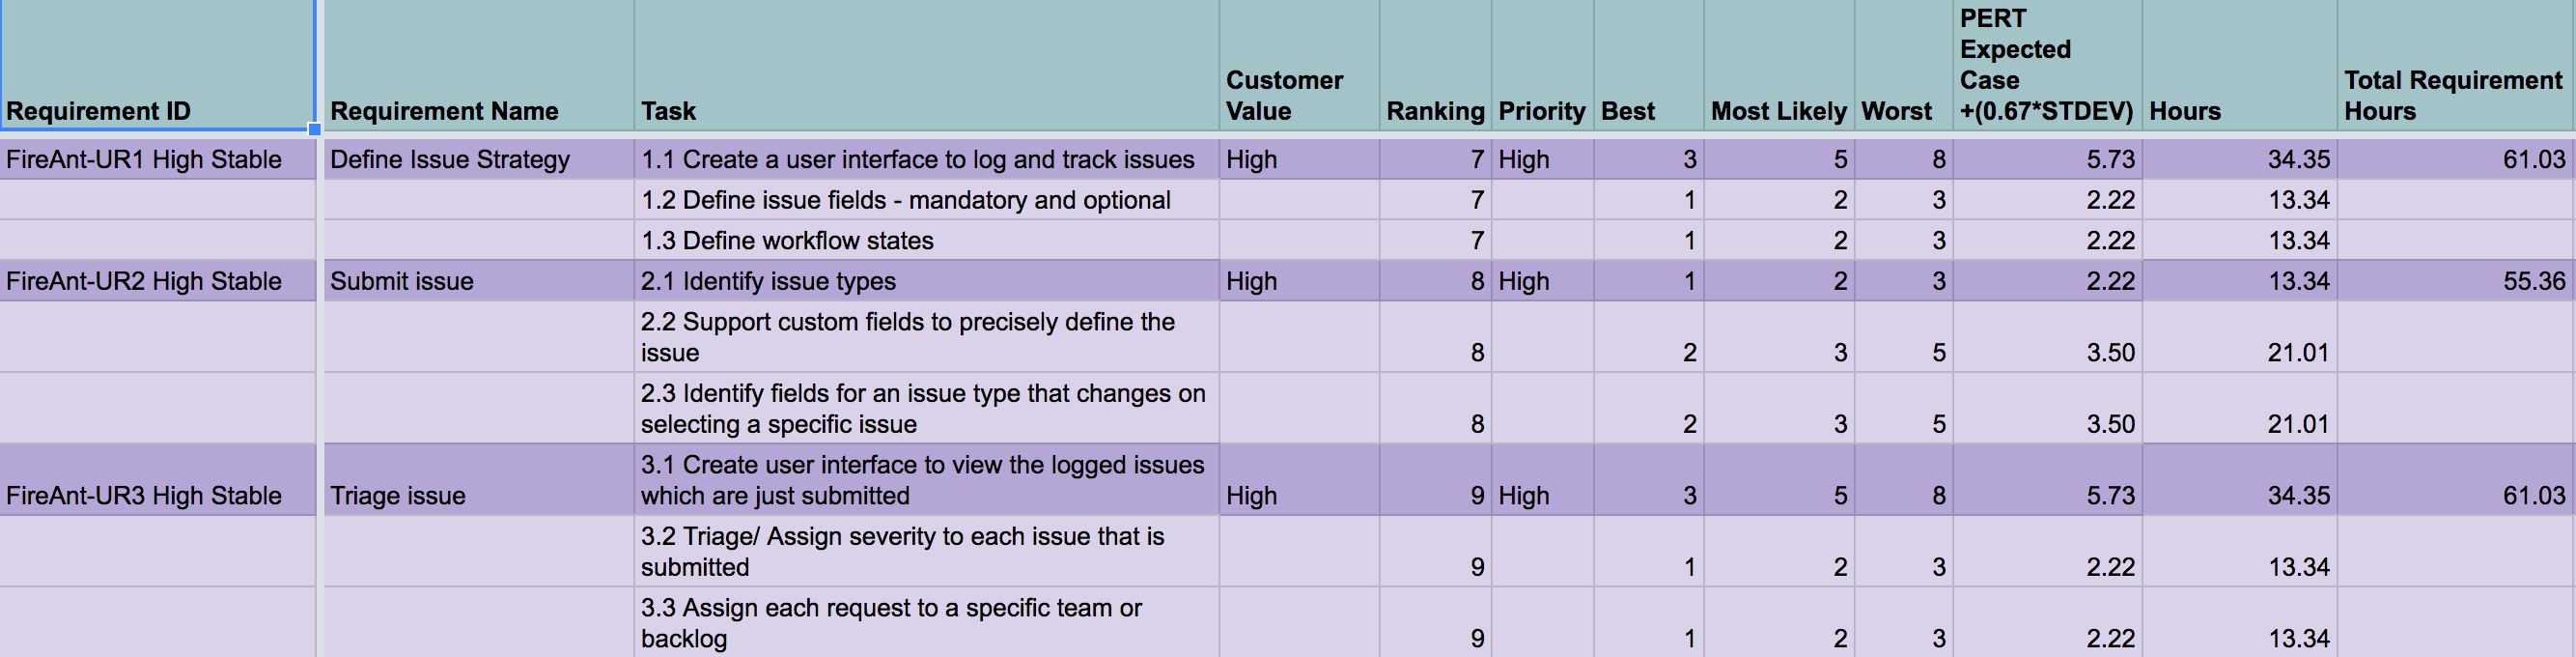 Requirement ID Requirement Name Task Customer Value Ranking Priority Best Most Likely Worst PERT Expected Case +(0.67*STDEV) Hours Total Requirement Hours
FireAnt-UR1 High Stable Define Issue Strategy 1.1 Create a user interface to log and track issues High 7 High 3 5 8 5.73 34.35 61.03
1.2 Define issue fields - mandatory and optional 7 1 2 3 2.22 13.34
1.3 Define workflow states 7 1 2 3 2.22 13.34
FireAnt-UR2 High Stable Submit issue 2.1 Identify issue types High 8 High 1 2 3 2.22 13.34 55.36
2.2 Support custom fields to precisely define the
issue 8 2 3 5 3.50 21.01
2.3 Identify fields for an issue type that changes on
selecting a specific issue 8 2 3 5 3.50 21.01
3.1 Create user interface to view the logged issues
FireAnt-UR3 High Stable Triage issue which are just submitted High 9 High 3 5 8 5.73 34.35 61.03
3.2 Triage/ Assign severity to each issue that is
submitted 9 1 2 3 2.22 13.34
3.3 Assign each request to a specific team or
backlog 9 1 2 3 2.22 13.34